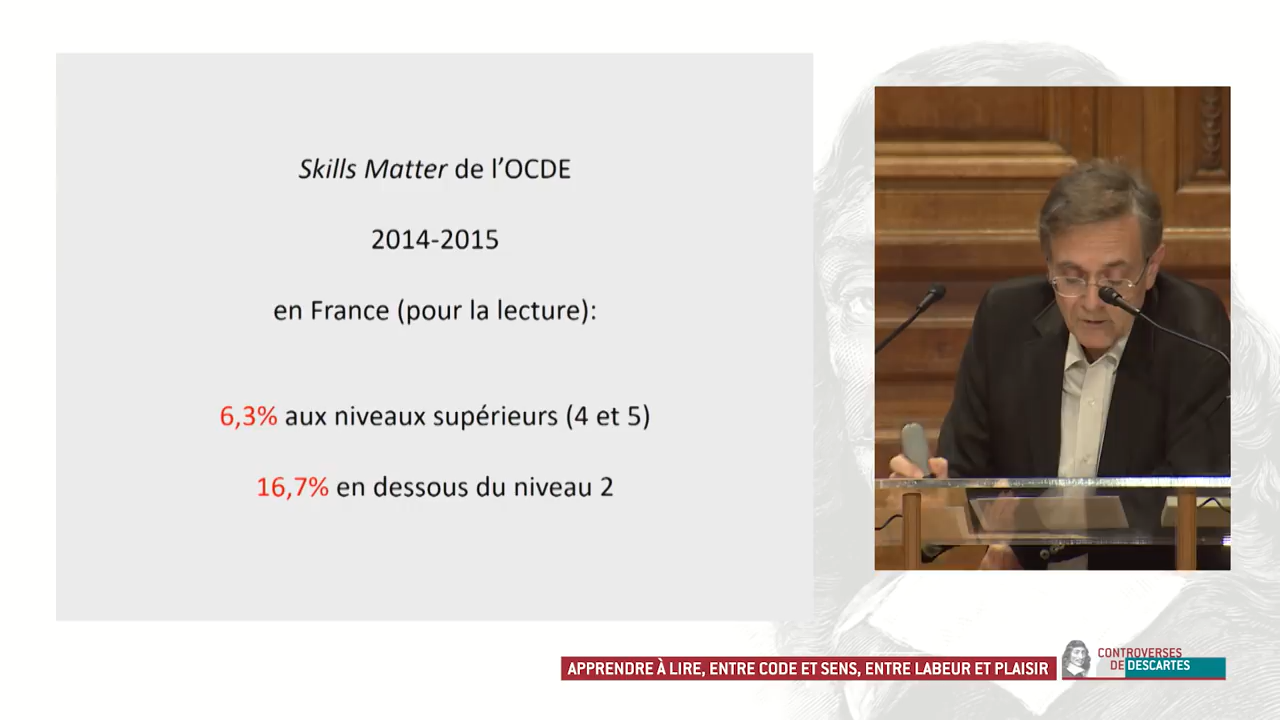 Skills Matter de l’OCDE
2014-2015
en France (pour la lecture):
6,3% aux niveaux supérieurs (4 et 5)
16,7% en dessous du niveau 2
APPRENDRE À LIRE, ENTRE CODE ET SENS, ENTRE LABEUR ET PLAISIR
CONTROVERSES
DE DESCARTES